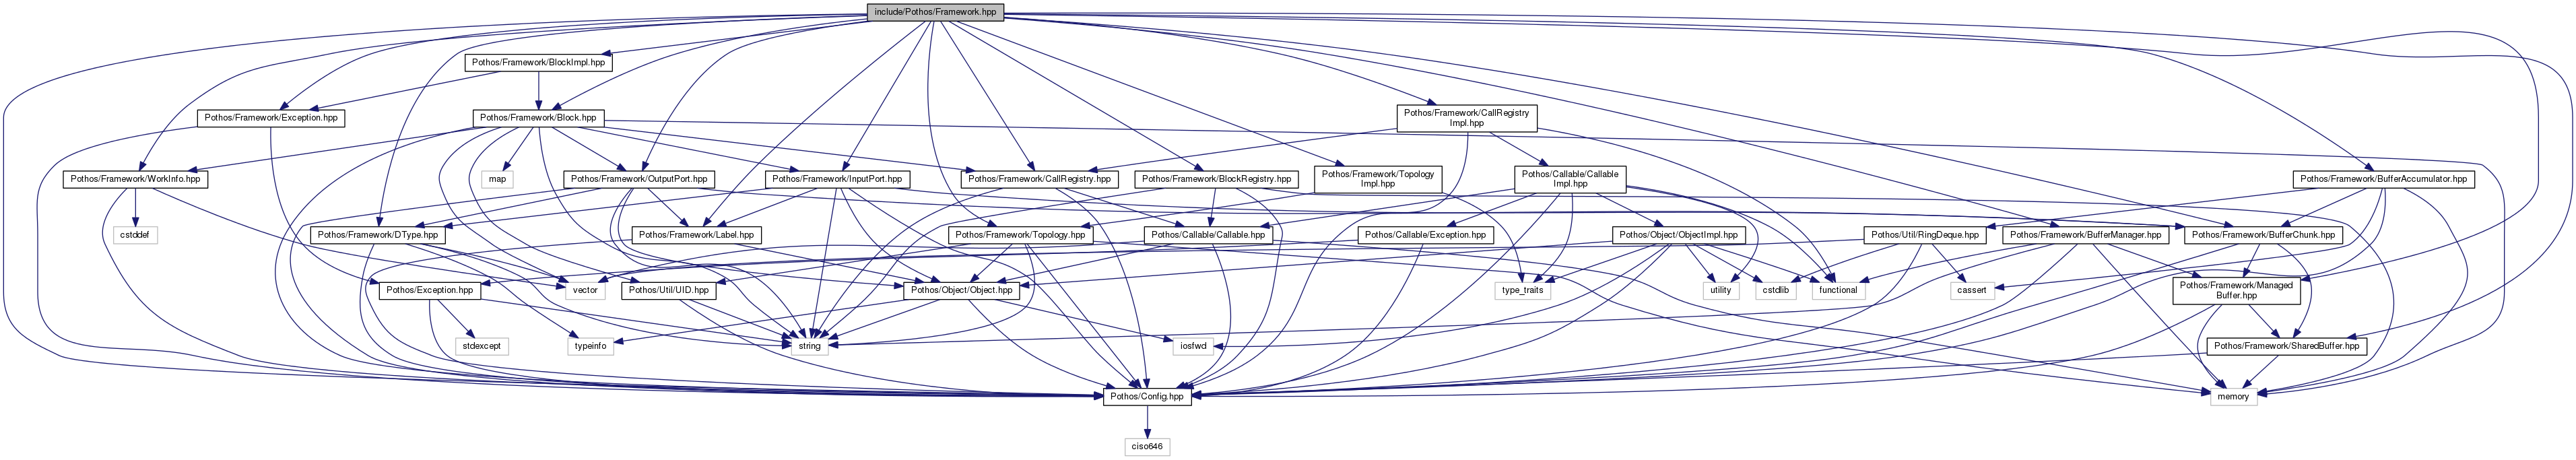 include/Pothos/Framework.hpp
Pothos/Framework/BlockImpl.hpp
Pothos/Framework/Exception.hpp
Pothos/Framework/Block.hpp
Pothos/Framework/CallRegistry
Impl.hpp
Pothos/Framework/WorkInfo.hpp
map
Pothos/Framework/OutputPort.hpp
Pothos/Framework/InputPort.hpp
Pothos/Framework/CallRegistry.hpp
Pothos/Framework/BlockRegistry.hpp
Pothos/Framework/Topology
Impl.hpp
Pothos/Callable/Callable
Impl.hpp
Pothos/Framework/BufferAccumulator.hpp
cstddef
Pothos/Framework/DType.hpp
Pothos/Framework/Label.hpp
Pothos/Framework/Topology.hpp
Pothos/Callable/Callable.hpp
Pothos/Callable/Exception.hpp
Pothos/Object/ObjectImpl.hpp
Pothos/Util/RingDeque.hpp
Pothos/Framework/BufferManager.hpp
Pothos/Framework/BufferChunk.hpp
Pothos/Exception.hpp
vector
Pothos/Util/UID.hpp
Pothos/Object/Object.hpp
type_traits
utility
cstdlib
functional
cassert
Pothos/Framework/Managed
Buffer.hpp
stdexcept
typeinfo
string
iosfwd
Pothos/Framework/SharedBuffer.hpp
Pothos/Config.hpp
memory
ciso646